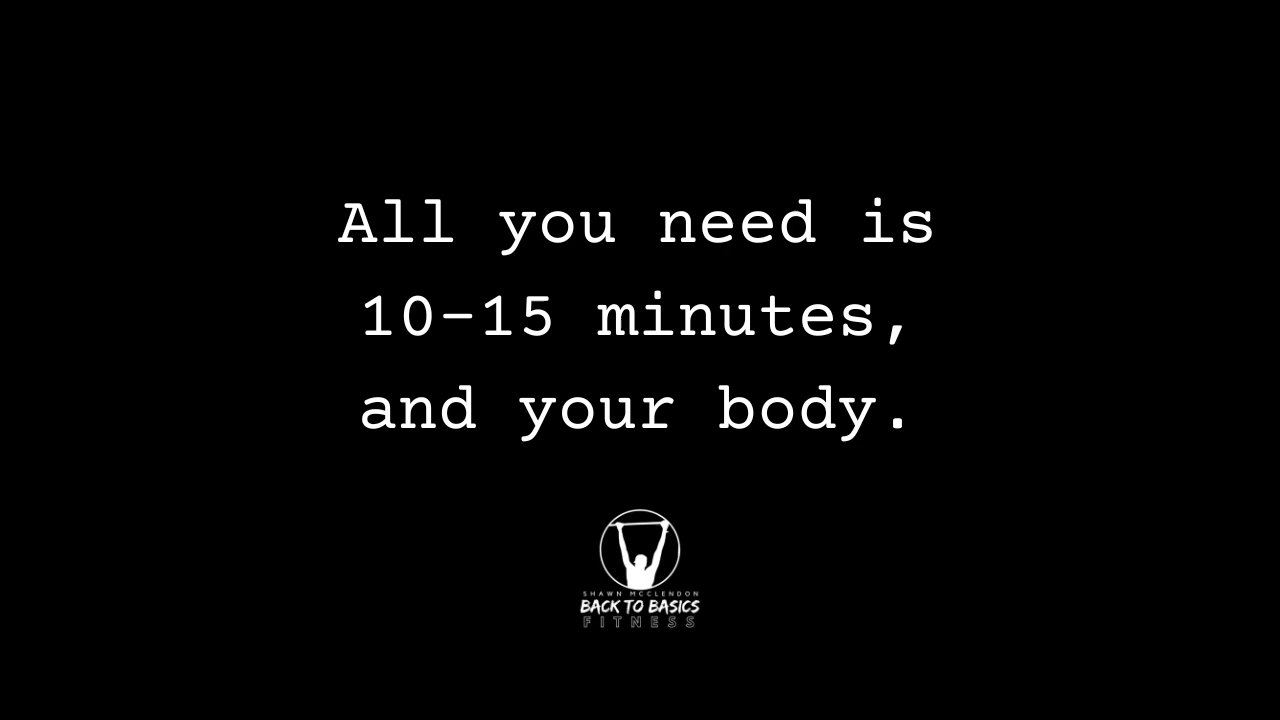 All you need is
10-15 minutes,
and your body.
SHAWN MCCLENDON
BACK TO BASICS
FITNESS